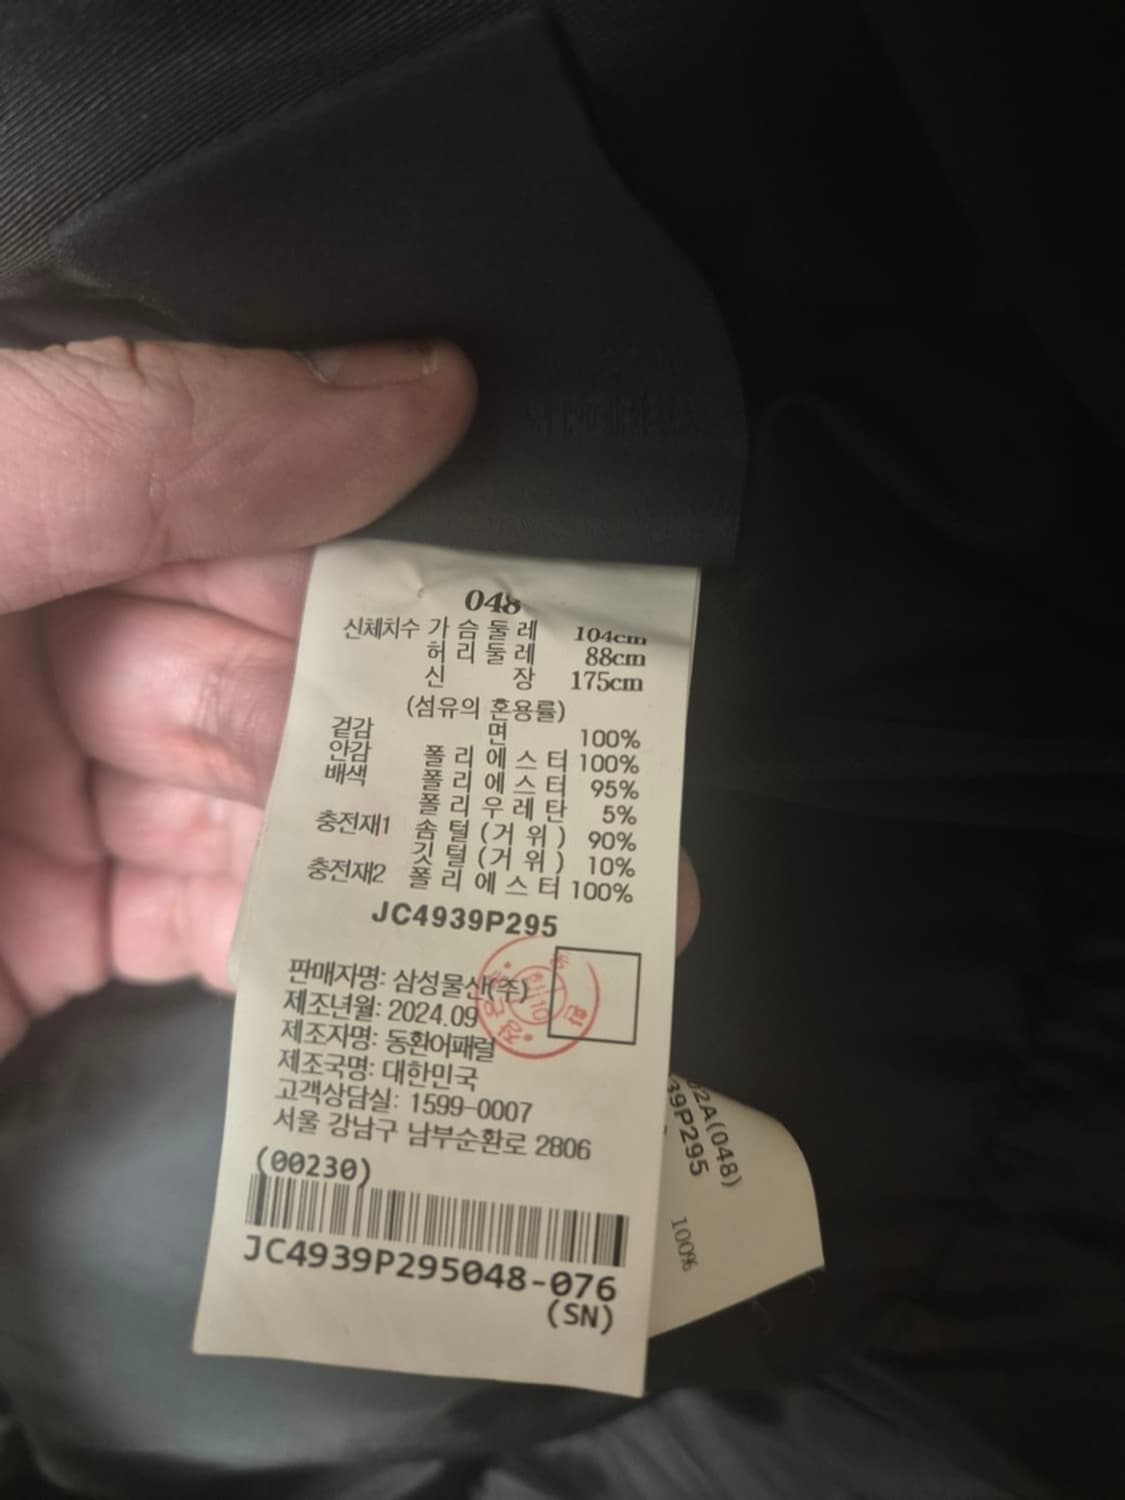 048
신체치수 가슴둘레 104cm
허리둘레 88cm
신장 175cm
(섬유의 혼용률)
겉감 면 100%
안감 폴리에스터 100%
배색 폴리에스터 95%
폴리우레탄 5%
충전재1 솜털(거위) 90%
깃털(거위) 10%
충전재2 폴리에스터 100%
JC4939P295
판매자명: 삼성물산(주)
제조년월: 2024.09
제조자명: 동환어패럴
제조국명: 대한민국
고객상담실: 1599-0007
서울 강남구 남부순환로 2806
(00230)
JC4939P295048-076
(SN)
02A(048)
39P295
100%